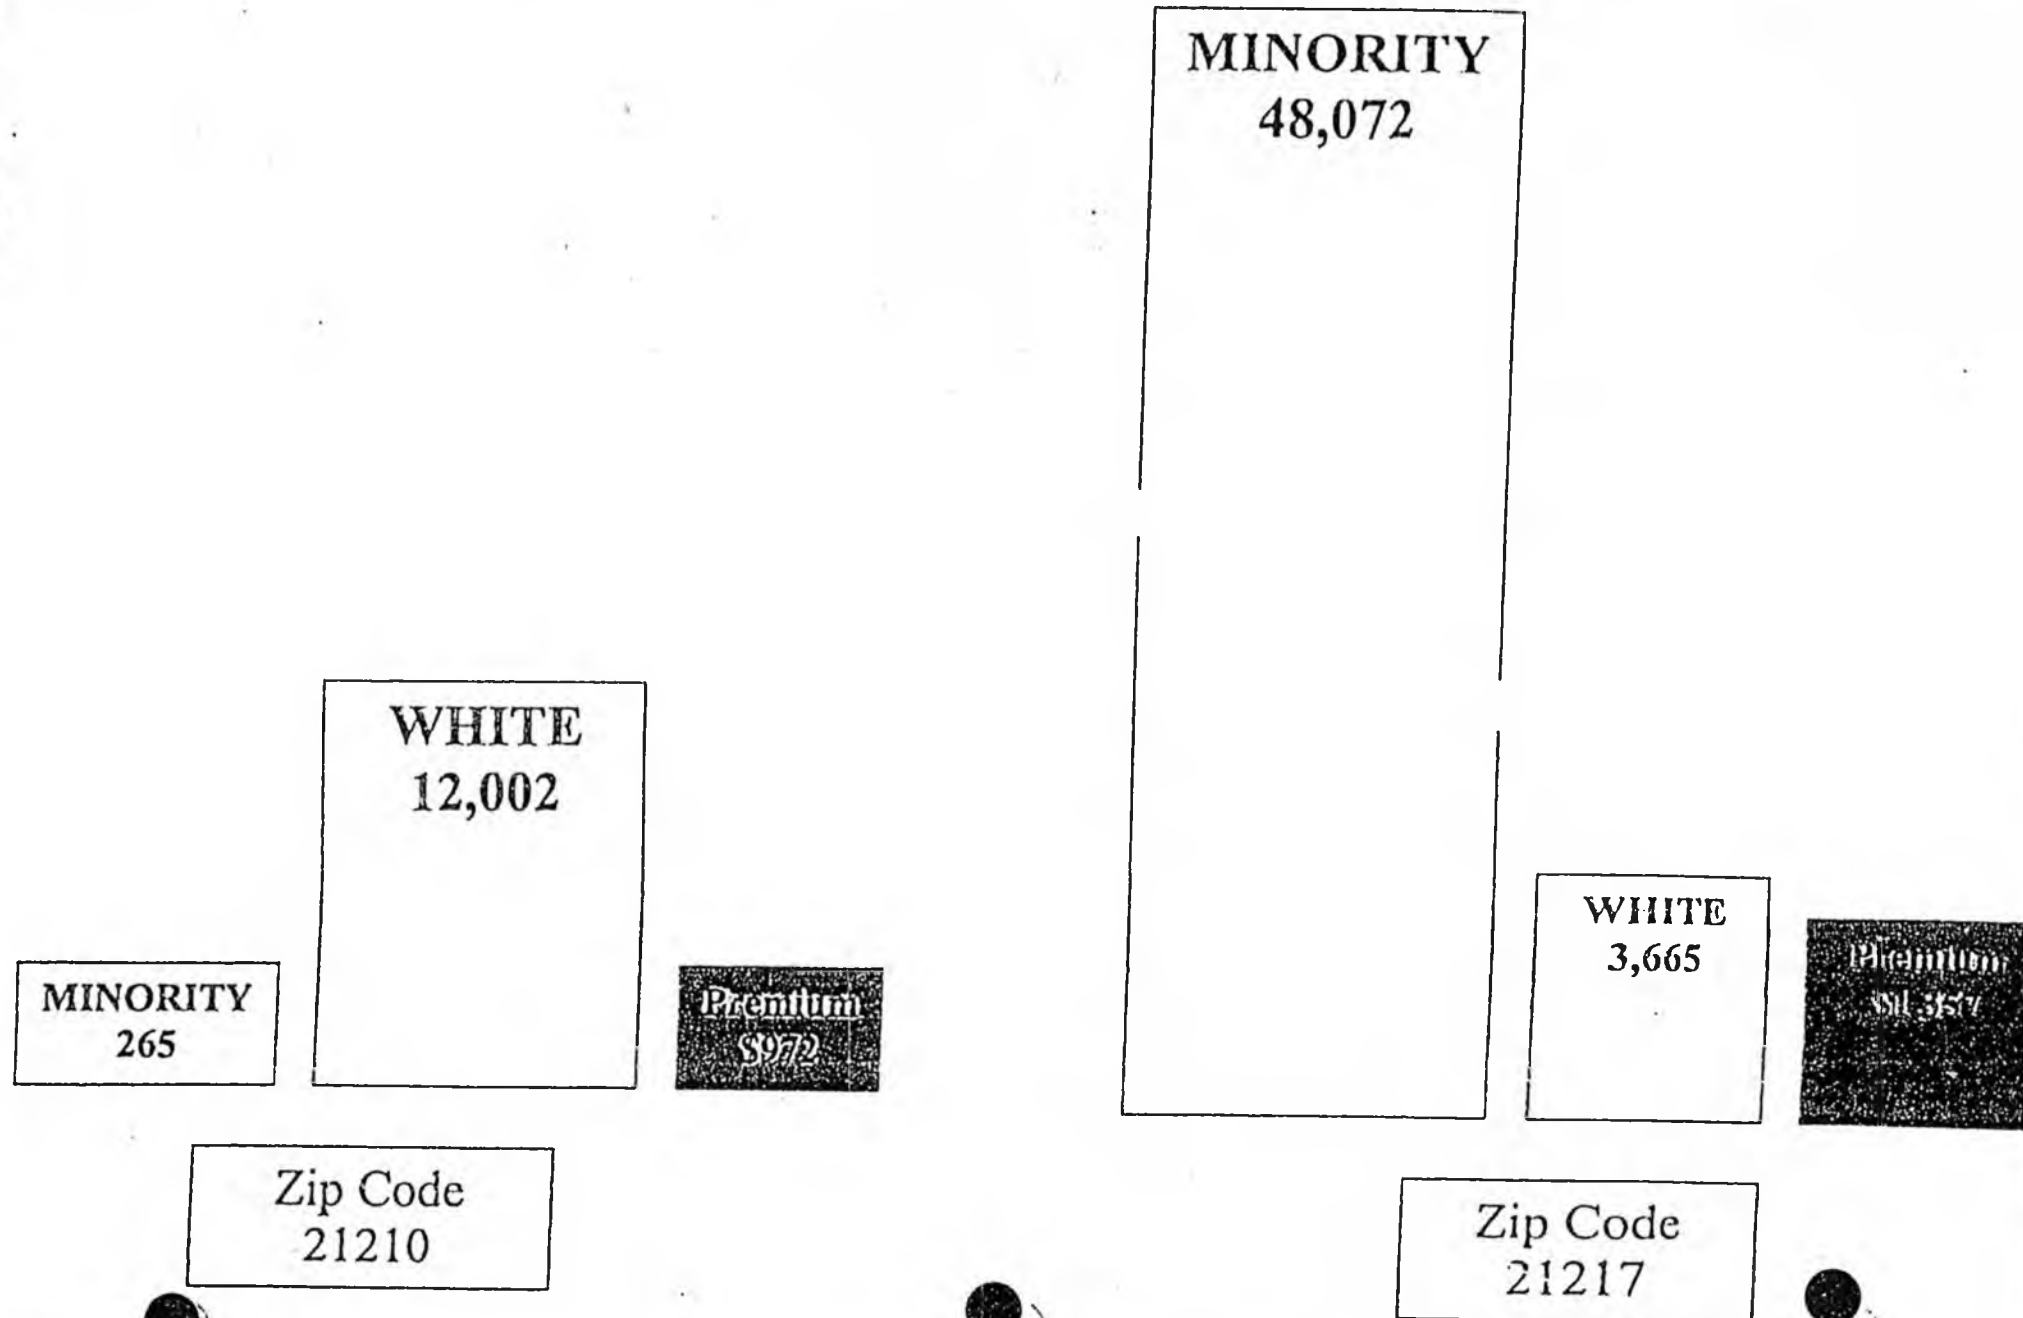 MINORITY
265
WHITE
12,002
Premium
$972
Zip Code
21210
MINORITY
48,072
WHITE
3,665
Premium
Zip Code
21217